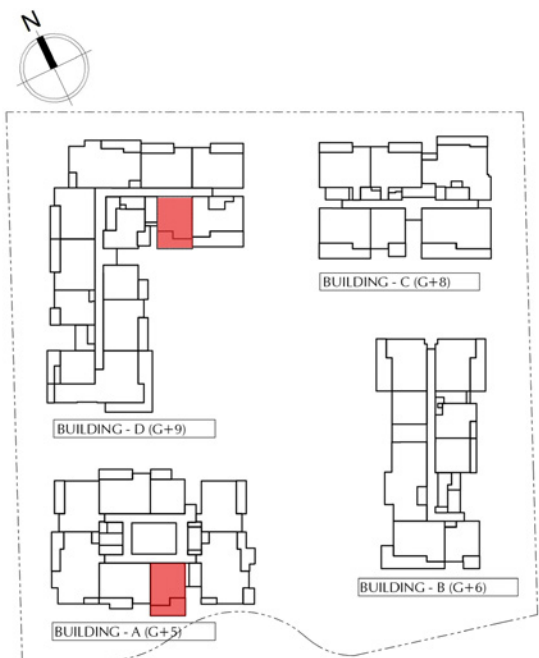 N
BUILDING - C (G+8)
BUILDING - D (G+9)
BUILDING - B (G+6)
BUILDING - A (G+5)